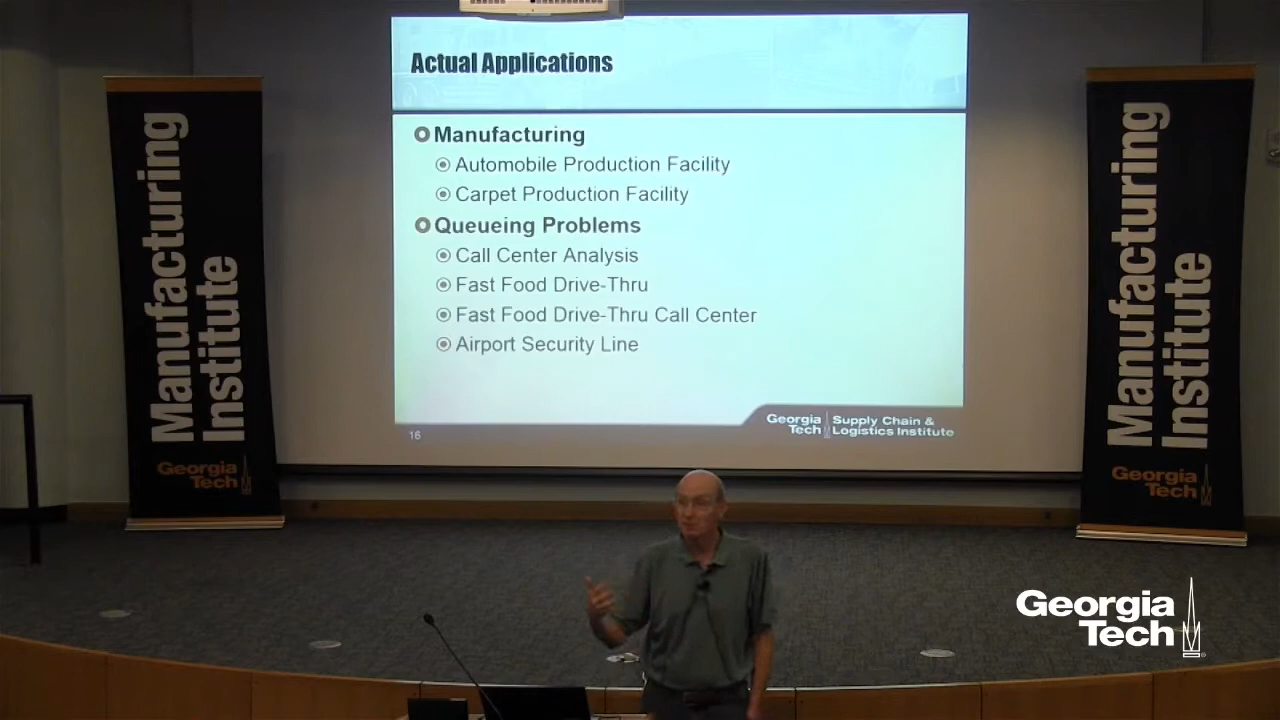 Actual Applications
Manufacturing
Automobile Production Facility
Carpet Production Facility
Queueing Problems
Call Center Analysis
Fast Food Drive-Thru
Fast Food Drive-Thru Call Center
Airport Security Line
16
Georgia Tech
Supply Chain &
Logistics Institute
Manufacturing
Institute
Georgia
Tech
Manufacturing
Institute
Georgia
Tech
Georgia
Tech